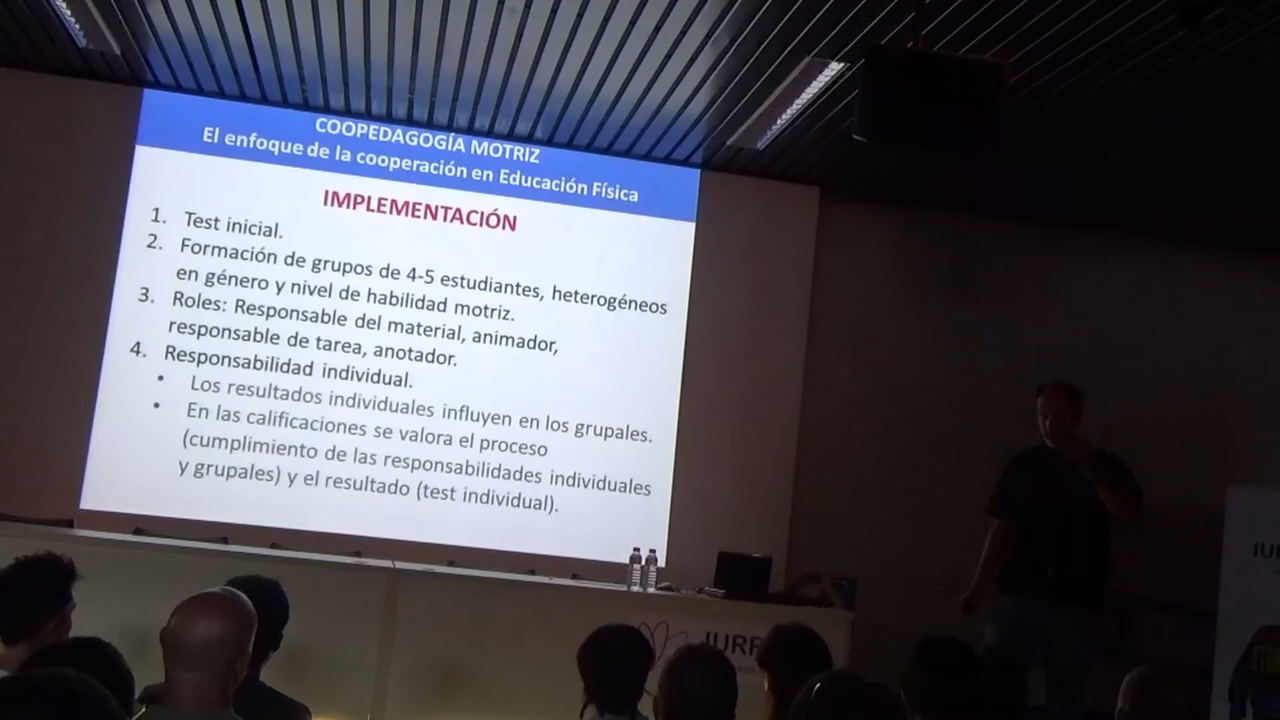 COOPEDAGOGÍA MOTRIZ
El enfoque de la cooperación en Educación Física
IMPLEMENTACIÓN
1. Test inicial.
2. Formación de grupos de 4-5 estudiantes, heterogéneos
en género y nivel de habilidad motriz.
3. Roles: Responsable del material, animador,
responsable de tarea, anotador.
4. Responsabilidad individual.
• Los resultados individuales influyen en los grupales.
• En las calificaciones se valora el proceso
(cumplimiento de las responsabilidades individuales
y grupales) y el resultado (test individual).